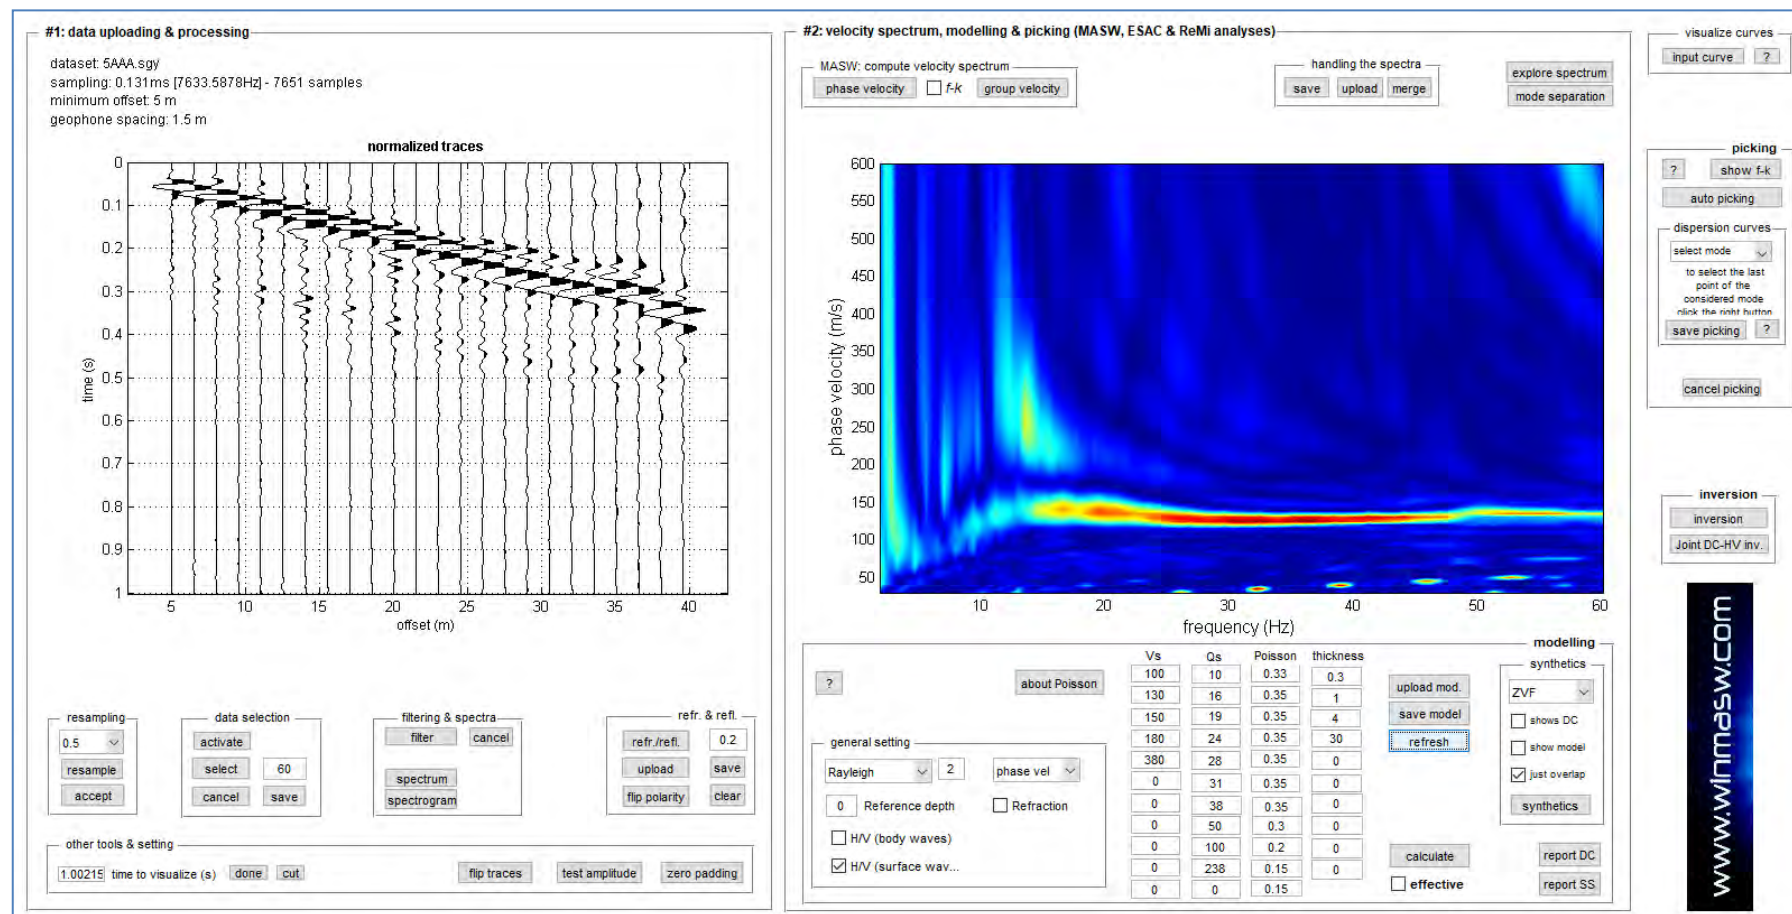 #1: data uploading & processing
dataset: 5AAA.sgy
sampling: 0.131ms [7633.5878Hz] - 7651 samples
minimum offset: 5 m
geophone spacing: 1.5 m
normalized traces
0
0.1
0.2
0.3
0.4
0.5
0.6
0.7
0.8
0.9
1
time (s)
5 10 15 20 25 30 35 40
offset (m)
resampling
0.5
resample
accept
data selection
activate
select 60
cancel save
filtering & spectra
filter cancel
spectrum
spectrogram
refr. & refl.
refr./refl. 0.2
upload save
flip polarity clear
other tools & setting
1.00215 time to visualize (s) done cut flip traces test amplitude zero padding
#2: velocity spectrum, modelling & picking (MASW, ESAC & ReMi analyses)
MASW: compute velocity spectrum
phase velocity f-k group velocity
handling the spectra
save upload merge
explore spectrum
mode separation
600
550
500
450
400
350
300
250
200
150
100
50
phase velocity (m/s)
10 20 30 40 50 60
frequency (Hz)
modelling
? about Poisson
general setting
Rayleigh 2 phase vel
0 Reference depth Refraction
H/V (body waves)
H/V (surface wav...
Vs Qs Poisson thickness
100 10 0.33 0.3
130 16 0.35 1
150 19 0.35 4
180 24 0.35 30
380 28 0.35 0
0 31 0.35 0
0 38 0.35 0
0 50 0.3 0
0 100 0.2 0
0 238 0.15 0
0 0 0.15
upload mod.
save model
refresh
calculate
effective
synthetics
ZVF
shows DC
show model
just overlap
synthetics
report DC
report SS
visualize curves
input curve ?
picking
? show f-k
auto picking
dispersion curves
select mode
to select the last
point of the
considered mode
click the right button
save picking ?
cancel picking
inversion
inversion
Joint DC-HV inv.
www.winmasw.com